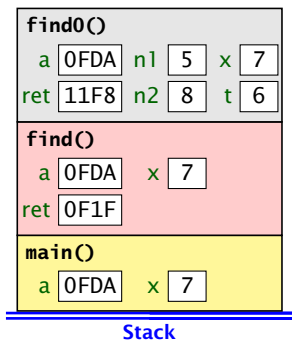 find0()
a 0FDA n1 5 x 7
ret 11F8 n2 8 t 6
find()
a 0FDA x 7
ret 0F1F
main()
a 0FDA x 7
Stack